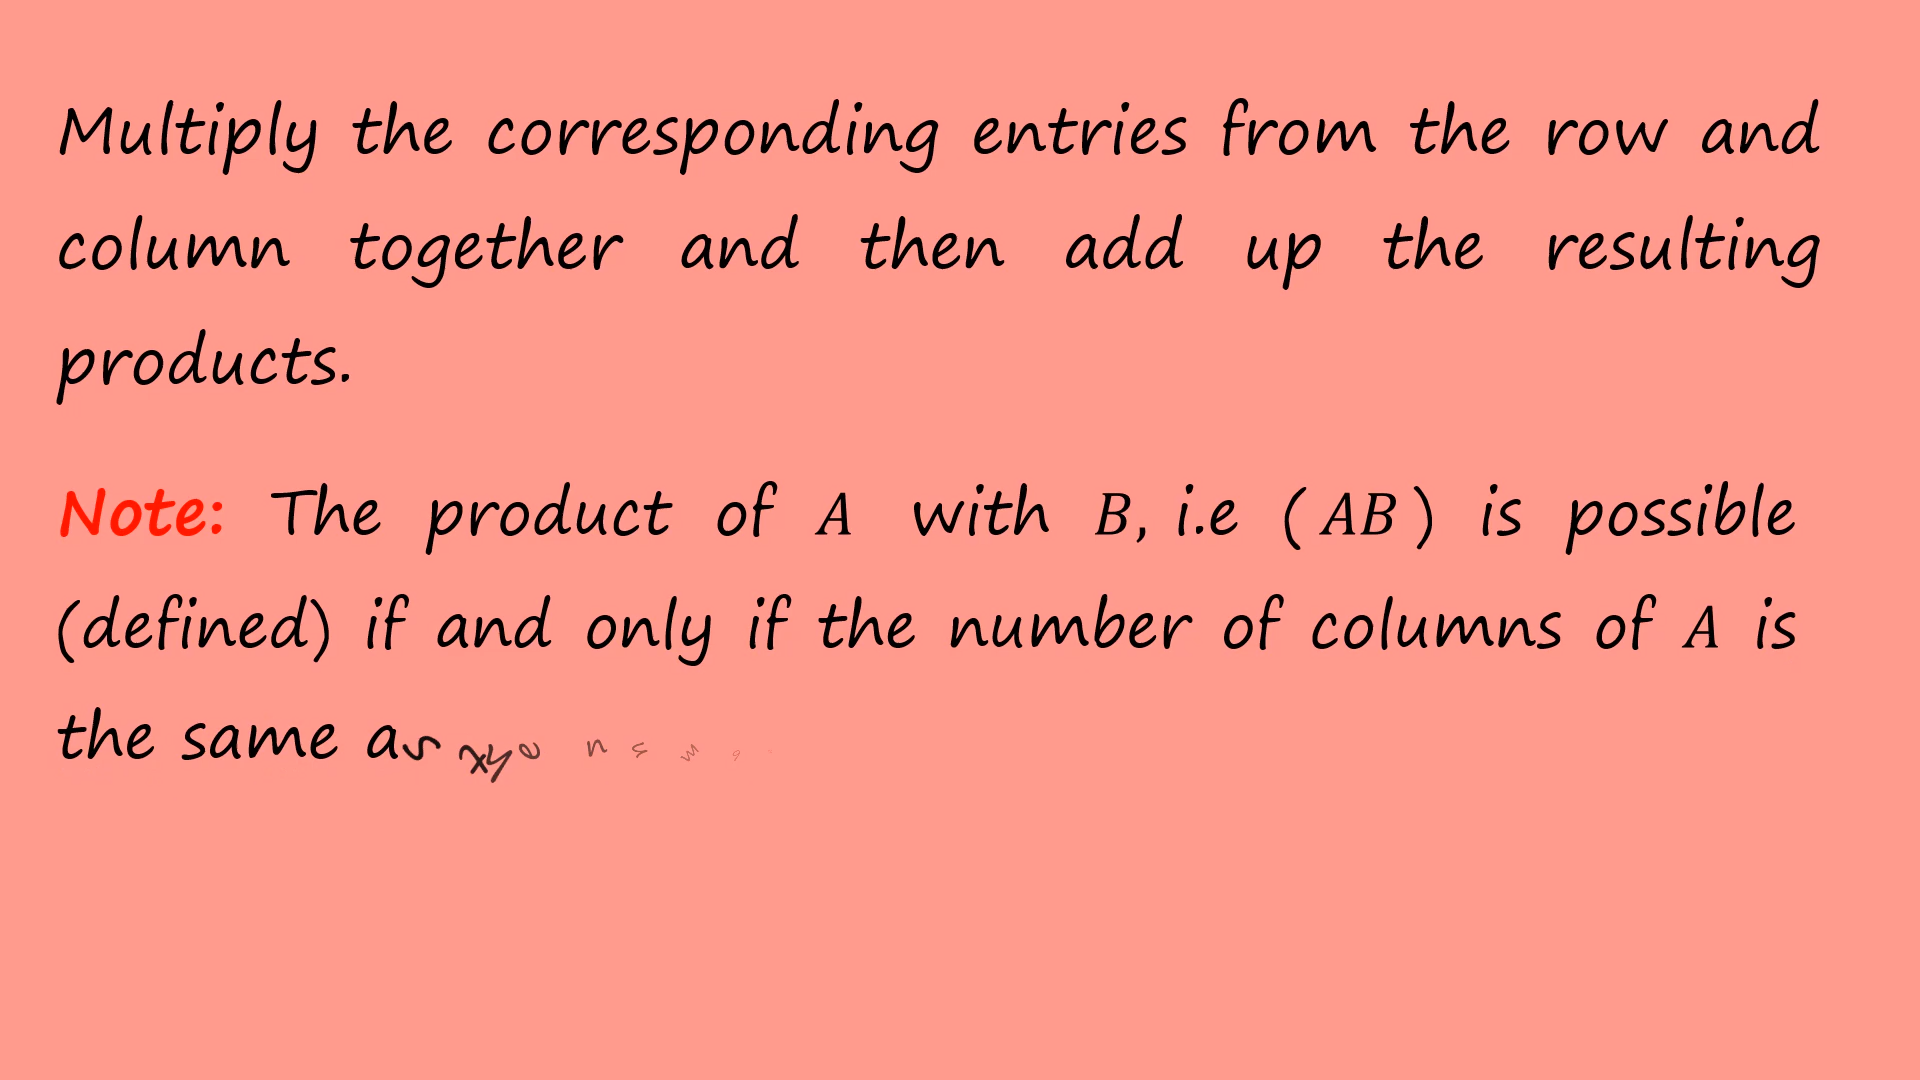 Multiply the corresponding entries from the row and
column together and then add up the resulting
products.
Note: The product of A with B, i.e (AB) is possible
(defined) if and only if the number of columns of A is
the same as